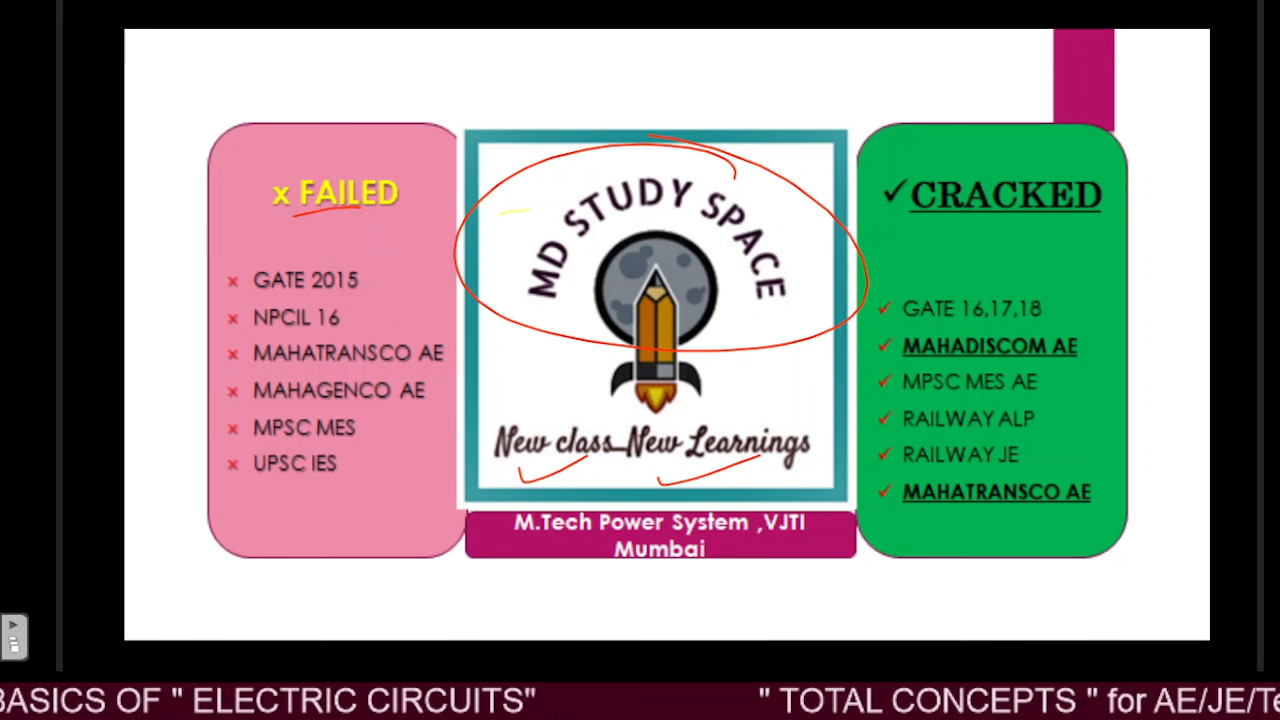 x FAILED
× GATE 2015
× NPCIL 16
× MAHATRANSCO AE
× MAHAGENCO AE
× MPSC MES
× UPSC IES
MD STUDY SPACE
New class New Learnings
M.Tech Power System ,VJTI
Mumbai
✓CRACKED
✓ GATE 16,17,18
✓ MAHADISCOM AE
✓ MPSC MES AE
✓ RAILWAY ALP
✓ RAILWAY JE
✓ MAHATRANSCO AE
BASICS OF " ELECTRIC CIRCUITS" " TOTAL CONCEPTS " for AE/JE/Te